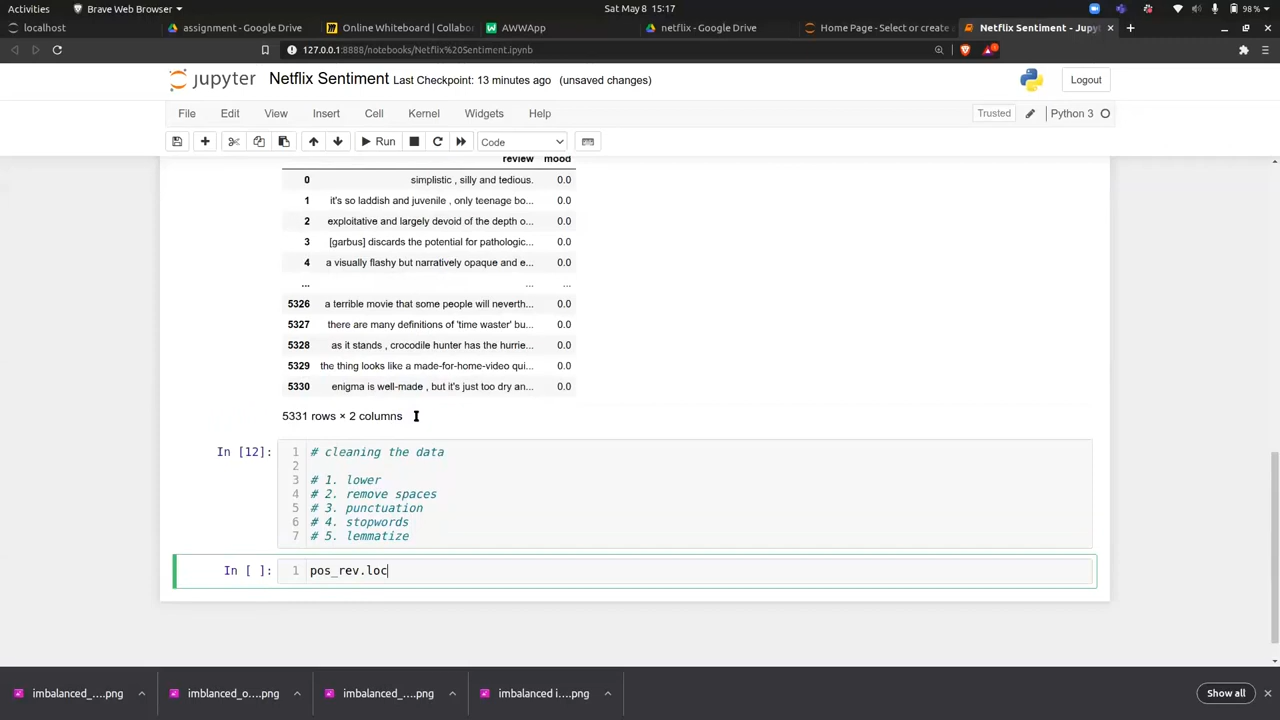 Activities Brave Web Browser Sat May 8 15:17 98%
localhost assignment - Google Drive Online Whiteboard | Collabor AWWApp netflix - Google Drive Home Page - Select or create Netflix Sentiment - Jupyt
127.0.0.1:8888/notebooks/Netflix%20Sentiment.ipynb
jupyter Netflix Sentiment Last Checkpoint: 13 minutes ago (unsaved changes) Logout
File Edit View Insert Cell Kernel Widgets Help Trusted Python 3
Run Code
review mood
0 simplistic , silly and tedious. 0.0
1 it's so laddish and juvenile , only teenage bo... 0.0
2 exploitative and largely devoid of the depth o... 0.0
3 [garbus] discards the potential for pathologic... 0.0
4 a visually flashy but narratively opaque and e... 0.0
... ... ...
5326 a terrible movie that some people will neverth... 0.0
5327 there are many definitions of 'time waster' bu... 0.0
5328 as it stands , crocodile hunter has the hurrie... 0.0
5329 the thing looks like a made-for-home-video qui... 0.0
5330 enigma is well-made , but it's just too dry an... 0.0
5331 rows × 2 columns
In [12]: 1 # cleaning the data
2
3 # 1. lower
4 # 2. remove spaces
5 # 3. punctuation
6 # 4. stopwords
7 # 5. lemmatize
In [ ]: 1 pos_rev.loc
imbalanced_....png imblanced_o....png imbalanced_....png imbalanced i....png Show all